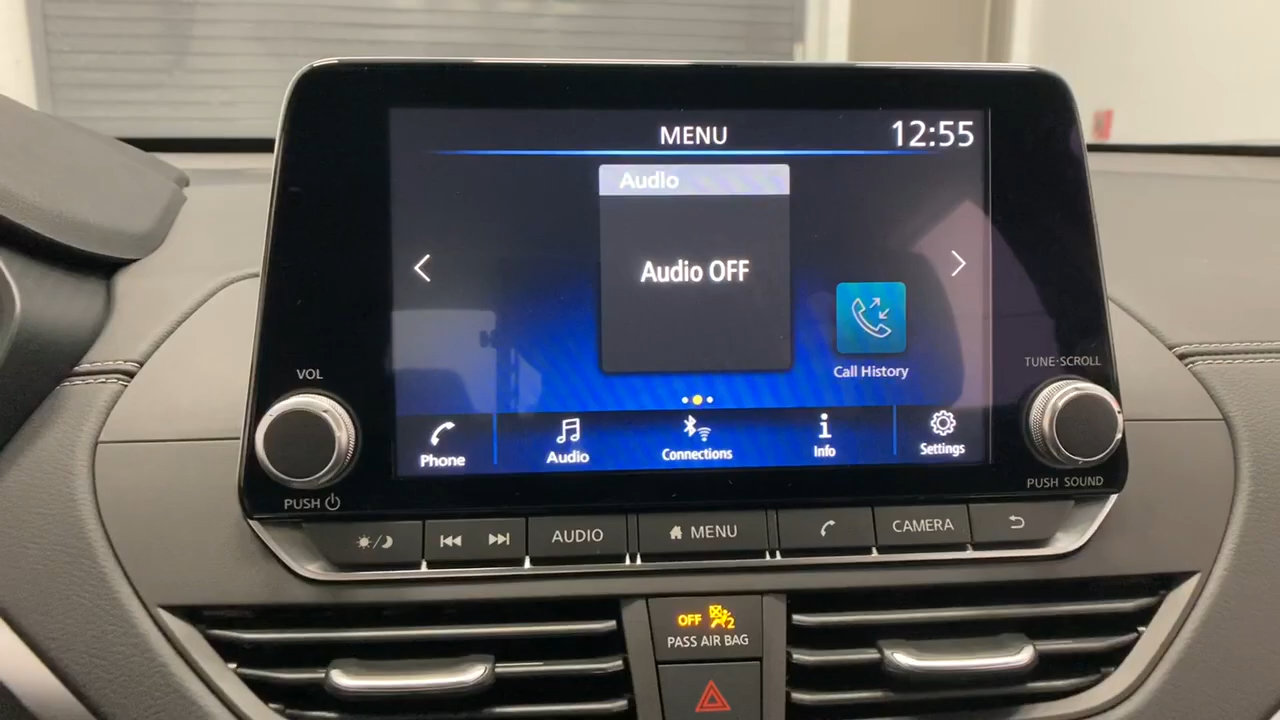 MENU
12:55
Audio
Audio OFF
Call History
VOL
TUNE·SCROLL
Phone
Audio
Connections
Info
Settings
PUSH
PUSH SOUND
AUDIO
MENU
CAMERA
OFF 2
PASS AIR BAG